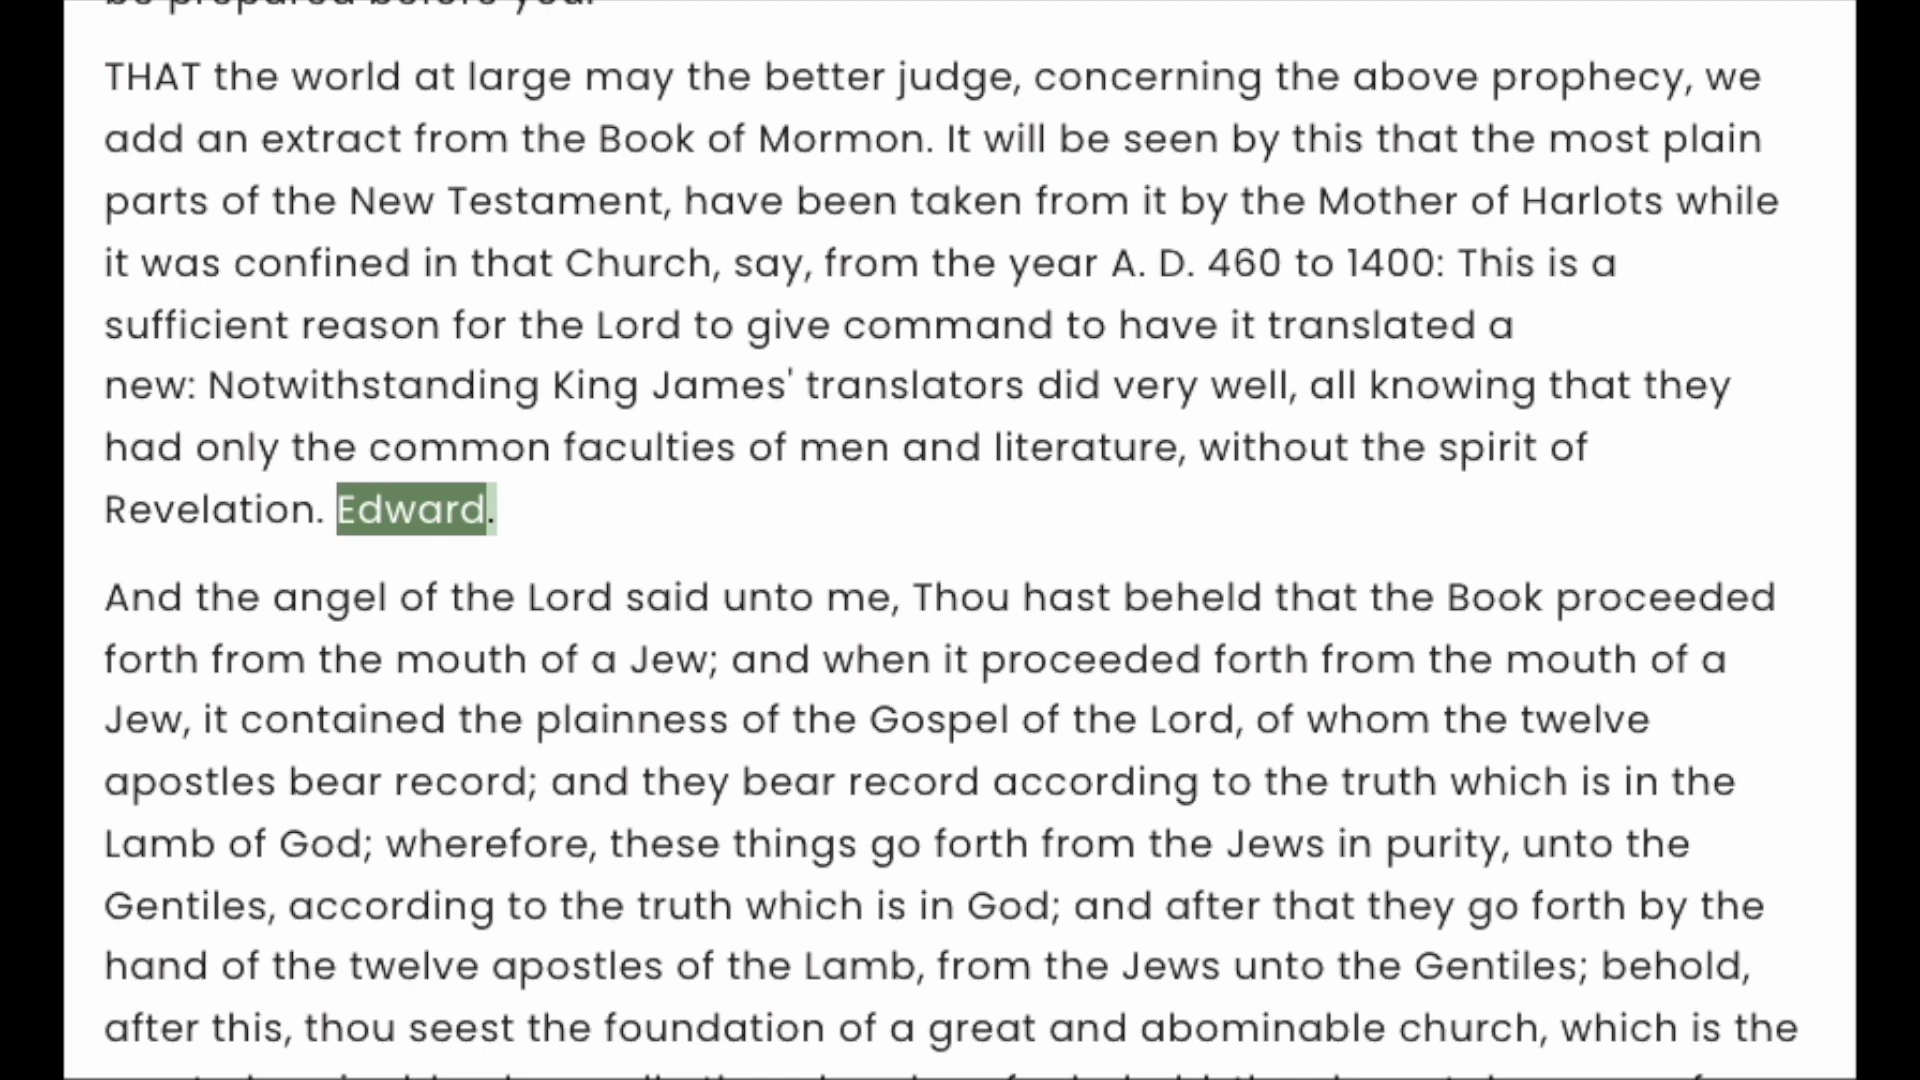 be prepared before you.
THAT the world at large may the better judge, concerning the above prophecy, we
add an extract from the Book of Mormon. It will be seen by this that the most plain
parts of the New Testament, have been taken from it by the Mother of Harlots while
it was confined in that Church, say, from the year A. D. 460 to 1400: This is a
sufficient reason for the Lord to give command to have it translated a
new: Notwithstanding King James' translators did very well, all knowing that they
had only the common faculties of men and literature, without the spirit of
Revelation. Edward.
And the angel of the Lord said unto me, Thou hast beheld that the Book proceeded
forth from the mouth of a Jew; and when it proceeded forth from the mouth of a
Jew, it contained the plainness of the Gospel of the Lord, of whom the twelve
apostles bear record; and they bear record according to the truth which is in the
Lamb of God; wherefore, these things go forth from the Jews in purity, unto the
Gentiles, according to the truth which is in God; and after that they go forth by the
hand of the twelve apostles of the Lamb, from the Jews unto the Gentiles; behold,
after this, thou seest the foundation of a great and abominable church, which is the